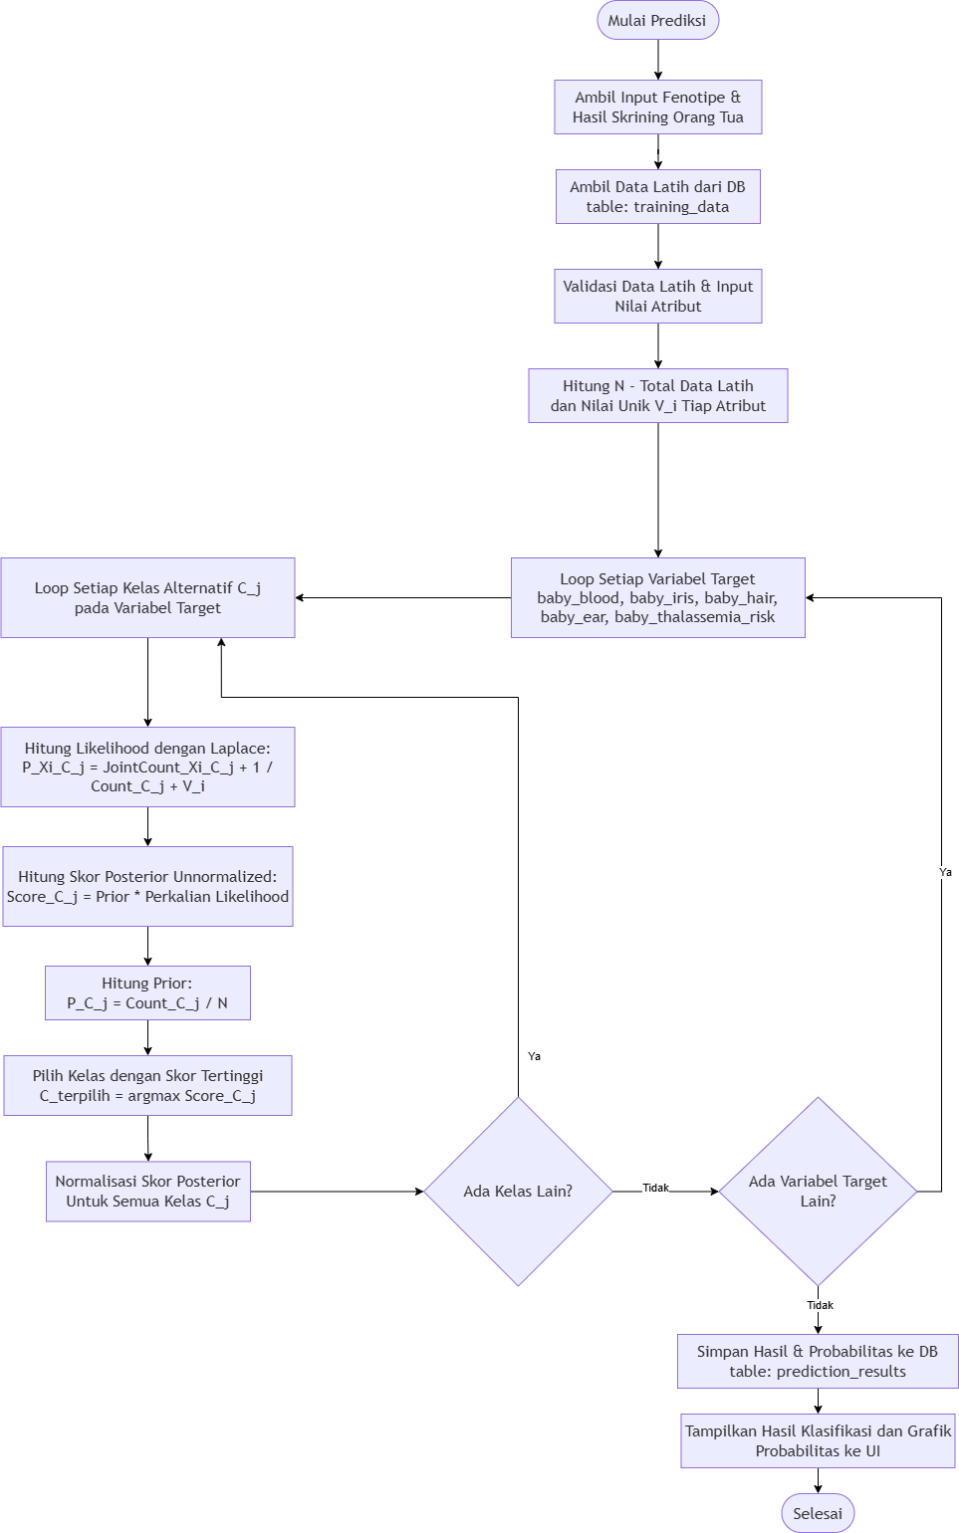 Mulai Prediksi
Ambil Input Fenotipe &
Hasil Skrining Orang Tua
Ambil Data Latih dari DB
table: training_data
Validasi Data Latih & Input
Nilai Atribut
Hitung N - Total Data Latih
dan Nilai Unik V_i Tiap Atribut
Loop Setiap Variabel Target
baby_blood, baby_iris, baby_hair,
baby_ear, baby_thalassemia_risk
Loop Setiap Kelas Alternatif C_j
pada Variabel Target
Hitung Likelihood dengan Laplace:
P_Xi_C_j = JointCount_Xi_C_j + 1 /
Count_C_j + V_i
Hitung Skor Posterior Unnormalized:
Score_C_j = Prior * Perkalian Likelihood
Hitung Prior:
P_C_j = Count_C_j / N
Pilih Kelas dengan Skor Tertinggi
C_terpilih = argmax Score_C_j
Normalisasi Skor Posterior
Untuk Semua Kelas C_j
Ada Kelas Lain?
Ya
Tidak
Ada Variabel Target
Lain?
Ya
Tidak
Simpan Hasil & Probabilitas ke DB
table: prediction_results
Tampilkan Hasil Klasifikasi dan Grafik
Probabilitas ke UI
Selesai